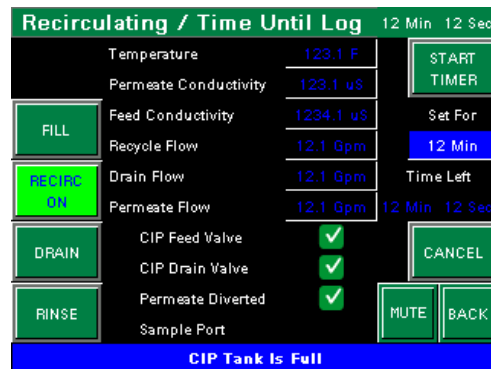 Recirculating / Time Until Log 12 Min 12 Sec
Temperature 123.1 F
START TIMER
Permeate Conductivity 123.1 uS
Feed Conductivity 1234.1 uS
Set For
FILL
Recycle Flow 12.1 Gpm
12 Min
RECIRC ON
Drain Flow 12.1 Gpm
Time Left
Permeate Flow 12.1 Gpm
12 Min 12 Sec
CIP Feed Valve
DRAIN
CANCEL
CIP Drain Valve
Permeate Diverted
RINSE
MUTE
BACK
Sample Port
CIP Tank Is Full